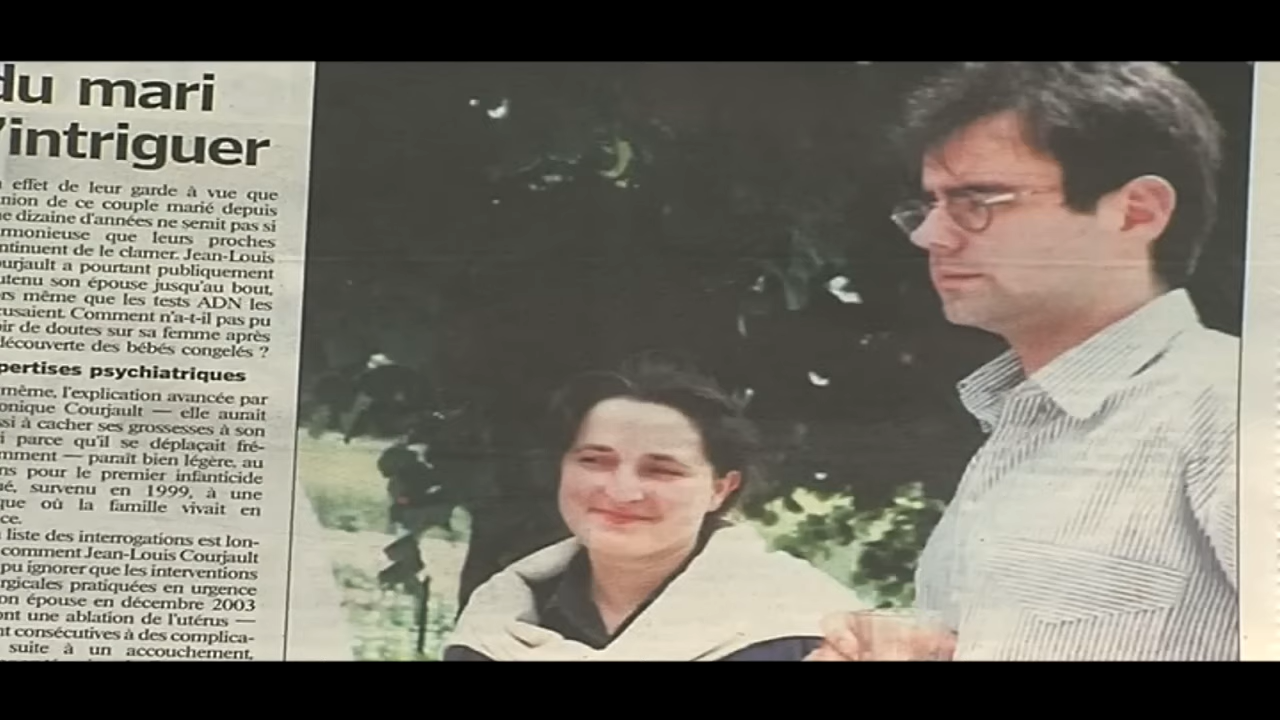 du mari
'intriguer
effet de leur garde à vue que
nion de ce couple marié depuis
ne dizaine d'années ne serait pas si
rmonieuse que leurs proches
ntinuent de le clamer. Jean-Louis
ourjault a pourtant publiquement
utenu son épouse jusqu'au bout,
rs même que les tests ADN les
cusaient. Comment n'a-t-il pas pu
oir de doutes sur sa femme après
découverte des bébés congelés ?
pertises psychiatriques
même, l'explication avancée par
onique Courjault — elle aurait
ssi à cacher ses grossesses à son
i parce qu'il se déplaçait fré-
mment — paraît bien légère, au
ns pour le premier infanticide
ué, survenu en 1999, à une
que où la famille vivait en
ce.
liste des interrogations est lon-
comment Jean-Louis Courjault
pu ignorer que les interventions
rgicales pratiquées en urgence
on épouse en décembre 2003
ont une ablation de l'utérus —
nt consécutives à des complica-
suite à un accouchement,